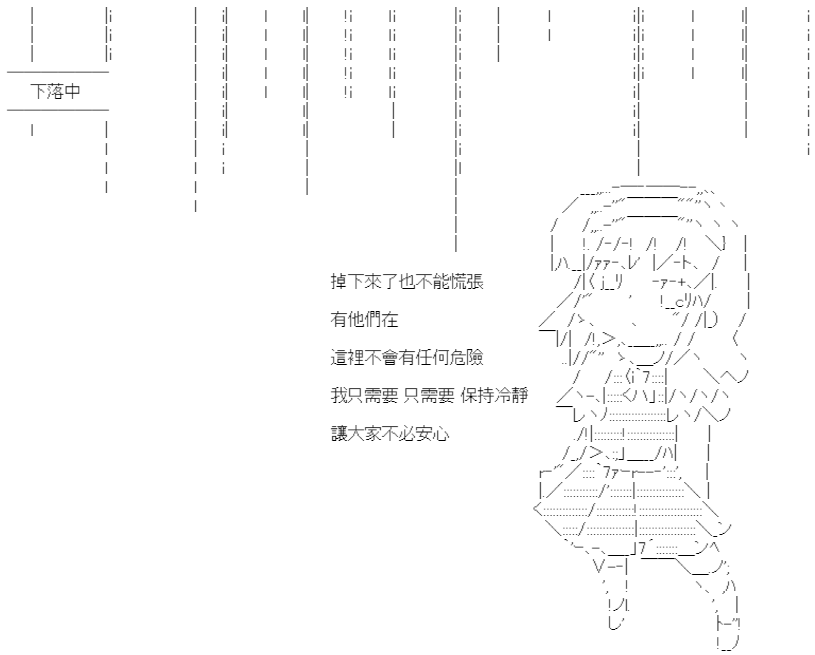 下落中
掉下來了也不能慌張
有他們在
這裡不會有任何危險
我只需要 只需要 保持冷靜
讓大家不必安心